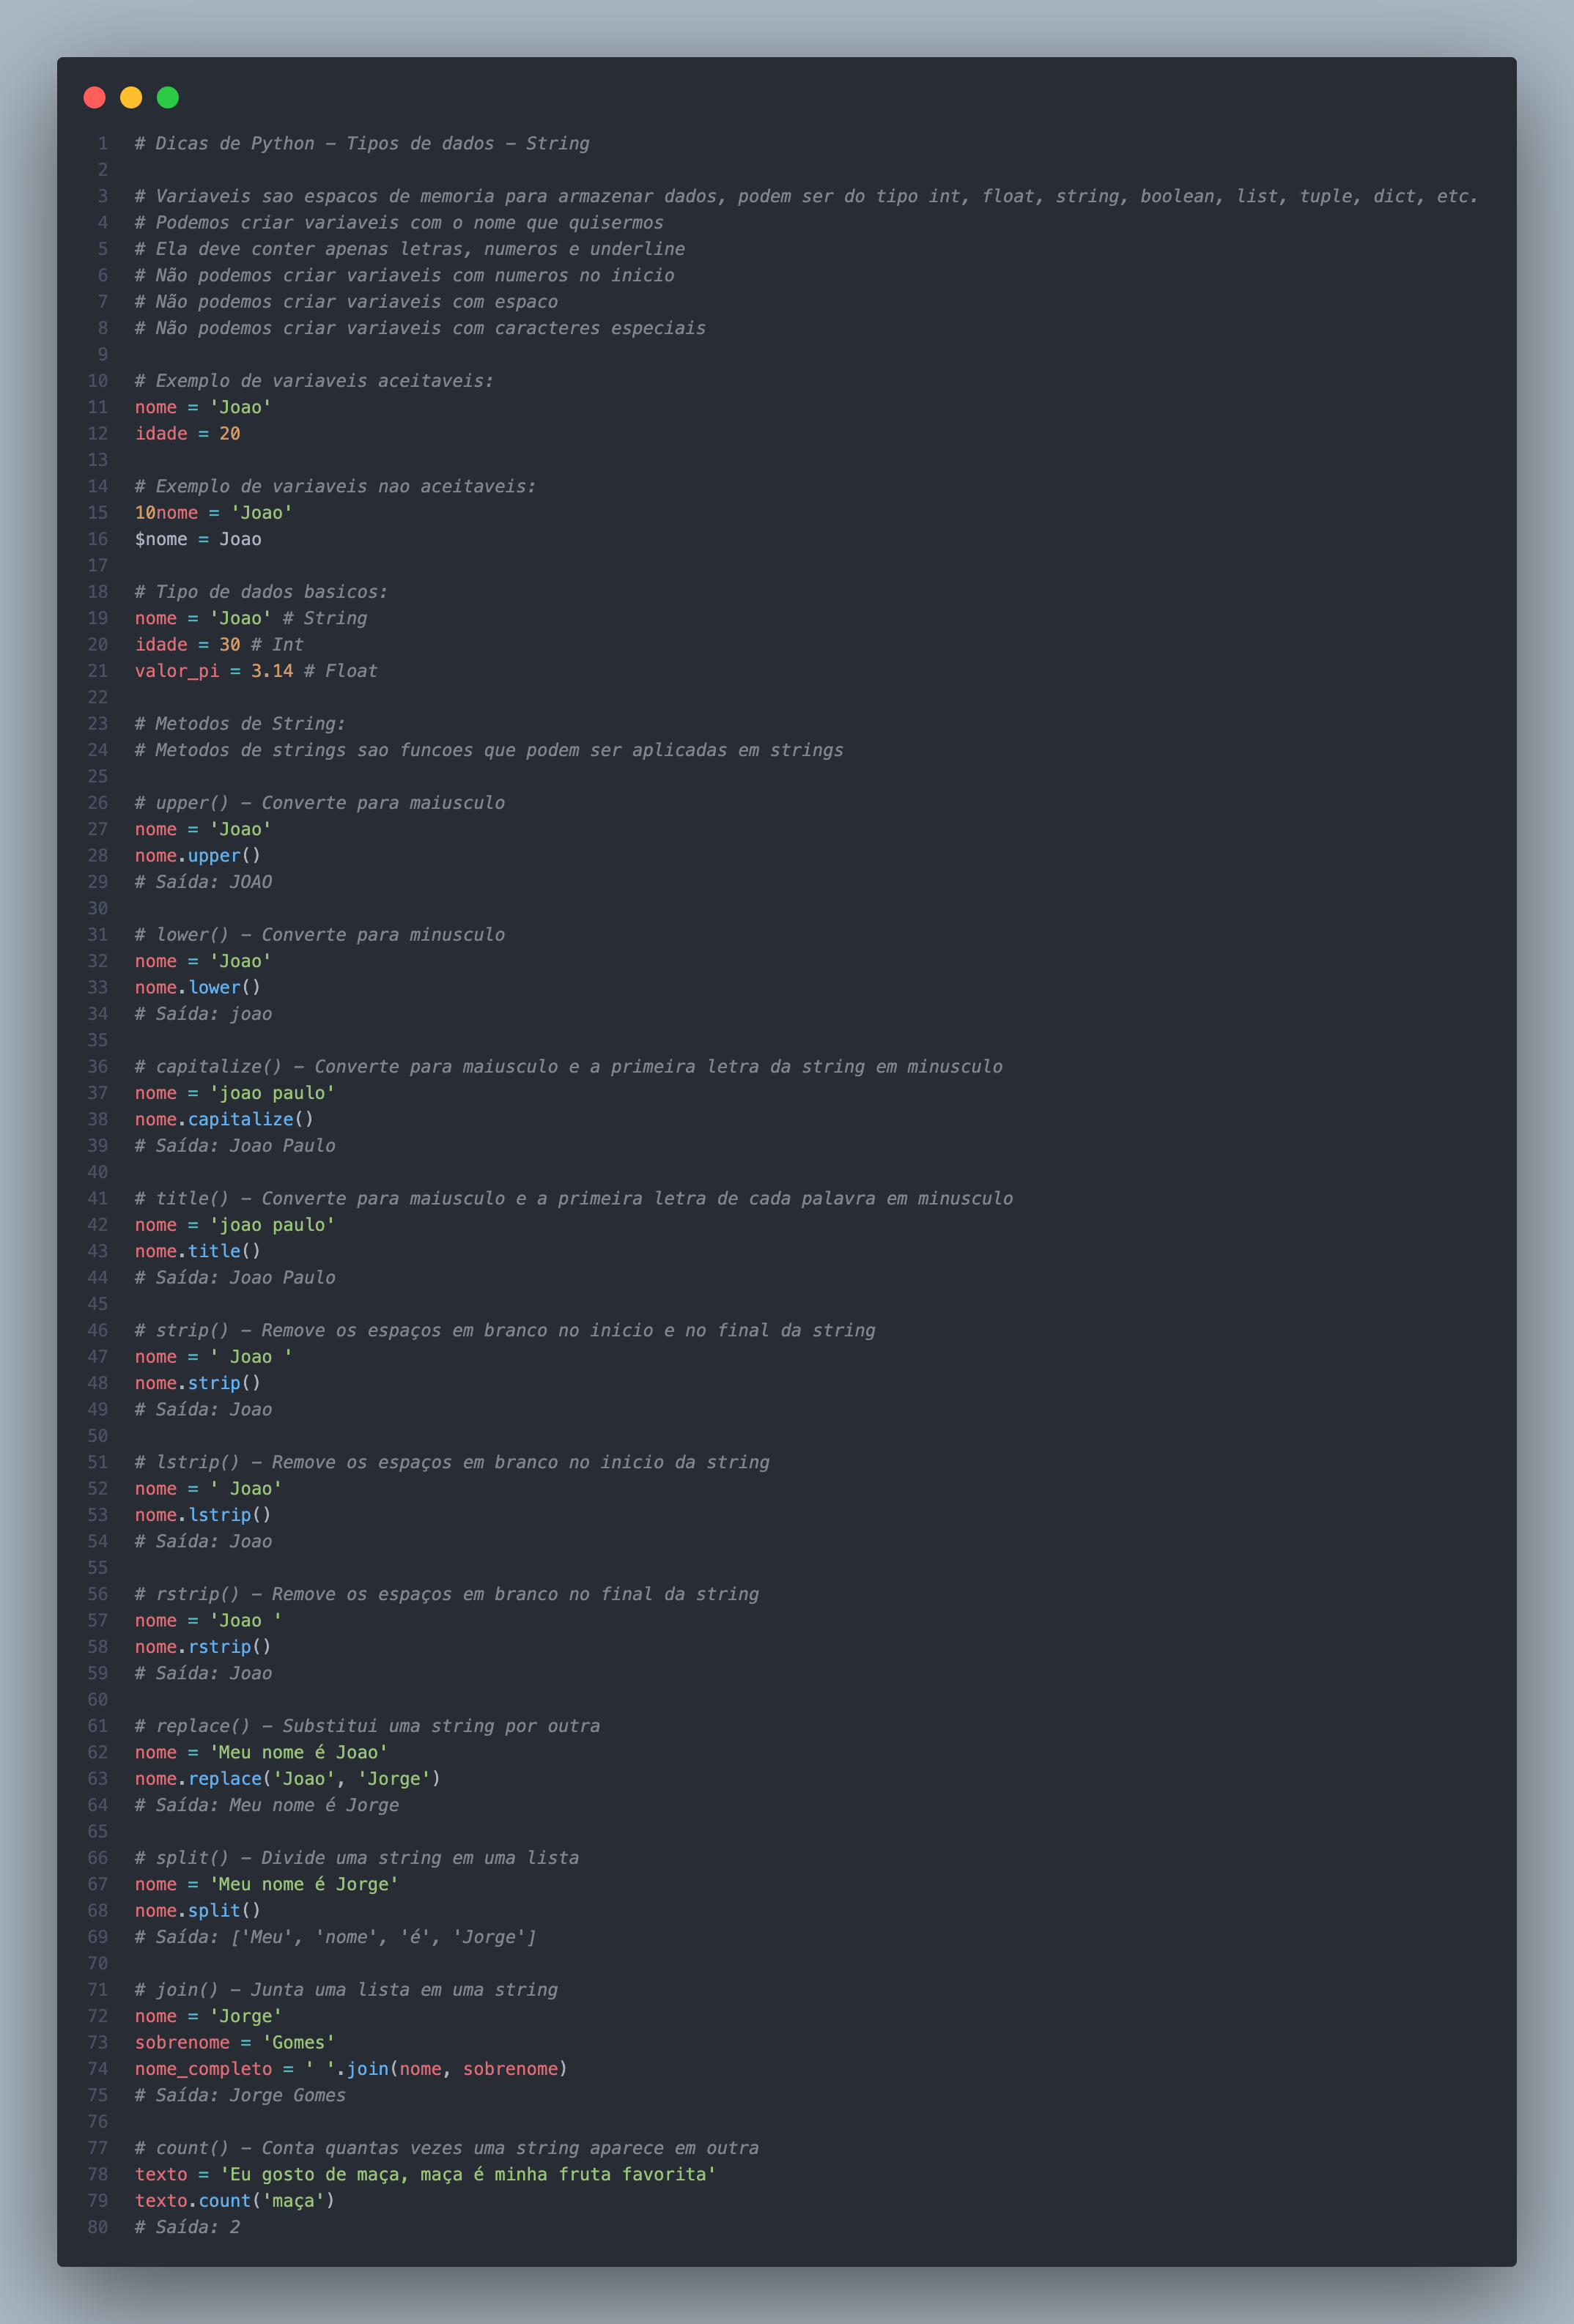 1 # Dicas de Python - Tipos de dados - String
2
3 # Variaveis sao espacos de memoria para armazenar dados, podem ser do tipo int, float, string, boolean, list, tuple, dict, etc.
4 # Podemos criar variaveis com o nome que quisermos
5 # Ela deve conter apenas letras, numeros e underline
6 # Não podemos criar variaveis com numeros no inicio
7 # Não podemos criar variaveis com espaco
8 # Não podemos criar variaveis com caracteres especiais
9
10 # Exemplo de variaveis aceitaveis:
11 nome = 'Joao'
12 idade = 20
13
14 # Exemplo de variaveis nao aceitaveis:
15 10nome = 'Joao'
16 $nome = Joao
17
18 # Tipo de dados basicos:
19 nome = 'Joao' # String
20 idade = 30 # Int
21 valor_pi = 3.14 # Float
22
23 # Metodos de String:
24 # Metodos de strings sao funcoes que podem ser aplicadas em strings
25
26 # upper() - Converte para maiusculo
27 nome = 'Joao'
28 nome.upper()
29 # Saída: JOAO
30
31 # lower() - Converte para minusculo
32 nome = 'Joao'
33 nome.lower()
34 # Saída: joao
35
36 # capitalize() - Converte para maiusculo e a primeira letra da string em minusculo
37 nome = 'joao paulo'
38 nome.capitalize()
39 # Saída: Joao Paulo
40
41 # title() - Converte para maiusculo e a primeira letra de cada palavra em minusculo
42 nome = 'joao paulo'
43 nome.title()
44 # Saída: Joao Paulo
45
46 # strip() - Remove os espaços em branco no inicio e no final da string
47 nome = ' Joao '
48 nome.strip()
49 # Saída: Joao
50
51 # lstrip() - Remove os espaços em branco no inicio da string
52 nome = ' Joao'
53 nome.lstrip()
54 # Saída: Joao
55
56 # rstrip() - Remove os espaços em branco no final da string
57 nome = 'Joao '
58 nome.rstrip()
59 # Saída: Joao
60
61 # replace() - Substitui uma string por outra
62 nome = 'Meu nome é Joao'
63 nome.replace('Joao', 'Jorge')
64 # Saída: Meu nome é Jorge
65
66 # split() - Divide uma string em uma lista
67 nome = 'Meu nome é Jorge'
68 nome.split()
69 # Saída: ['Meu', 'nome', 'é', 'Jorge']
70
71 # join() - Junta uma lista em uma string
72 nome = 'Jorge'
73 sobrenome = 'Gomes'
74 nome_completo = ' '.join(nome, sobrenome)
75 # Saída: Jorge Gomes
76
77 # count() - Conta quantas vezes uma string aparece em outra
78 texto = 'Eu gosto de maça, maça é minha fruta favorita'
79 texto.count('maça')
80 # Saída: 2